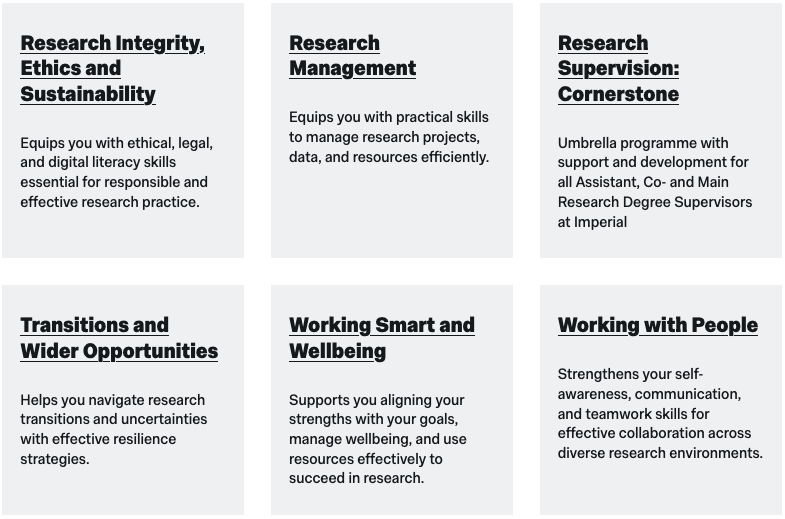 Research Integrity,
Ethics and
Sustainability
Equips you with ethical, legal,
and digital literacy skills
essential for responsible and
effective research practice.
Research
Management
Equips you with practical skills
to manage research projects,
data, and resources efficiently.
Research
Supervision:
Cornerstone
Umbrella programme with
support and development for
all Assistant, Co- and Main
Research Degree Supervisors
at Imperial
Transitions and
Wider Opportunities
Helps you navigate research
transitions and uncertainties
with effective resilience
strategies.
Working Smart and
Wellbeing
Supports you aligning your
strengths with your goals,
manage wellbeing, and use
resources effectively to
succeed in research.
Working with People
Strengthens your self-
awareness, communication,
and teamwork skills for
effective collaboration across
diverse research environments.